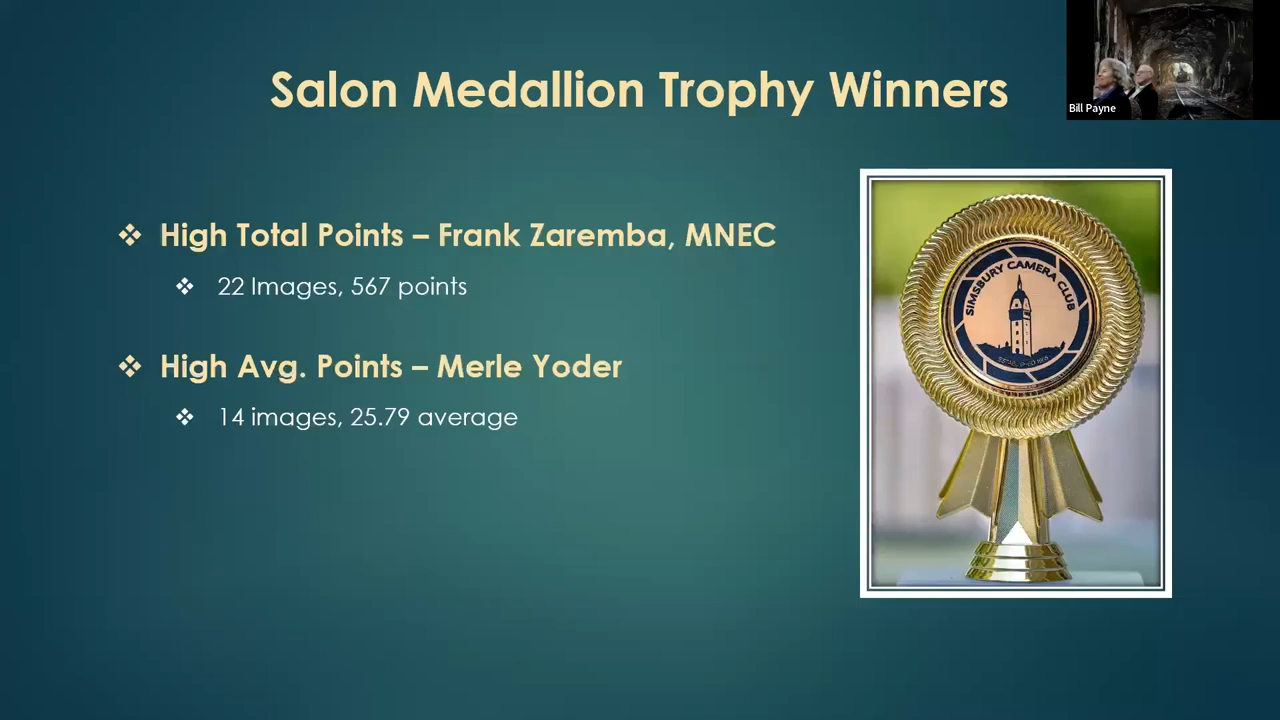 Salon Medallion Trophy Winners
Bill Payne
❖ High Total Points – Frank Zaremba, MNEC
❖ 22 Images, 567 points
❖ High Avg. Points – Merle Yoder
❖ 14 images, 25.79 average
SIMSBURY CAMERA CLUB